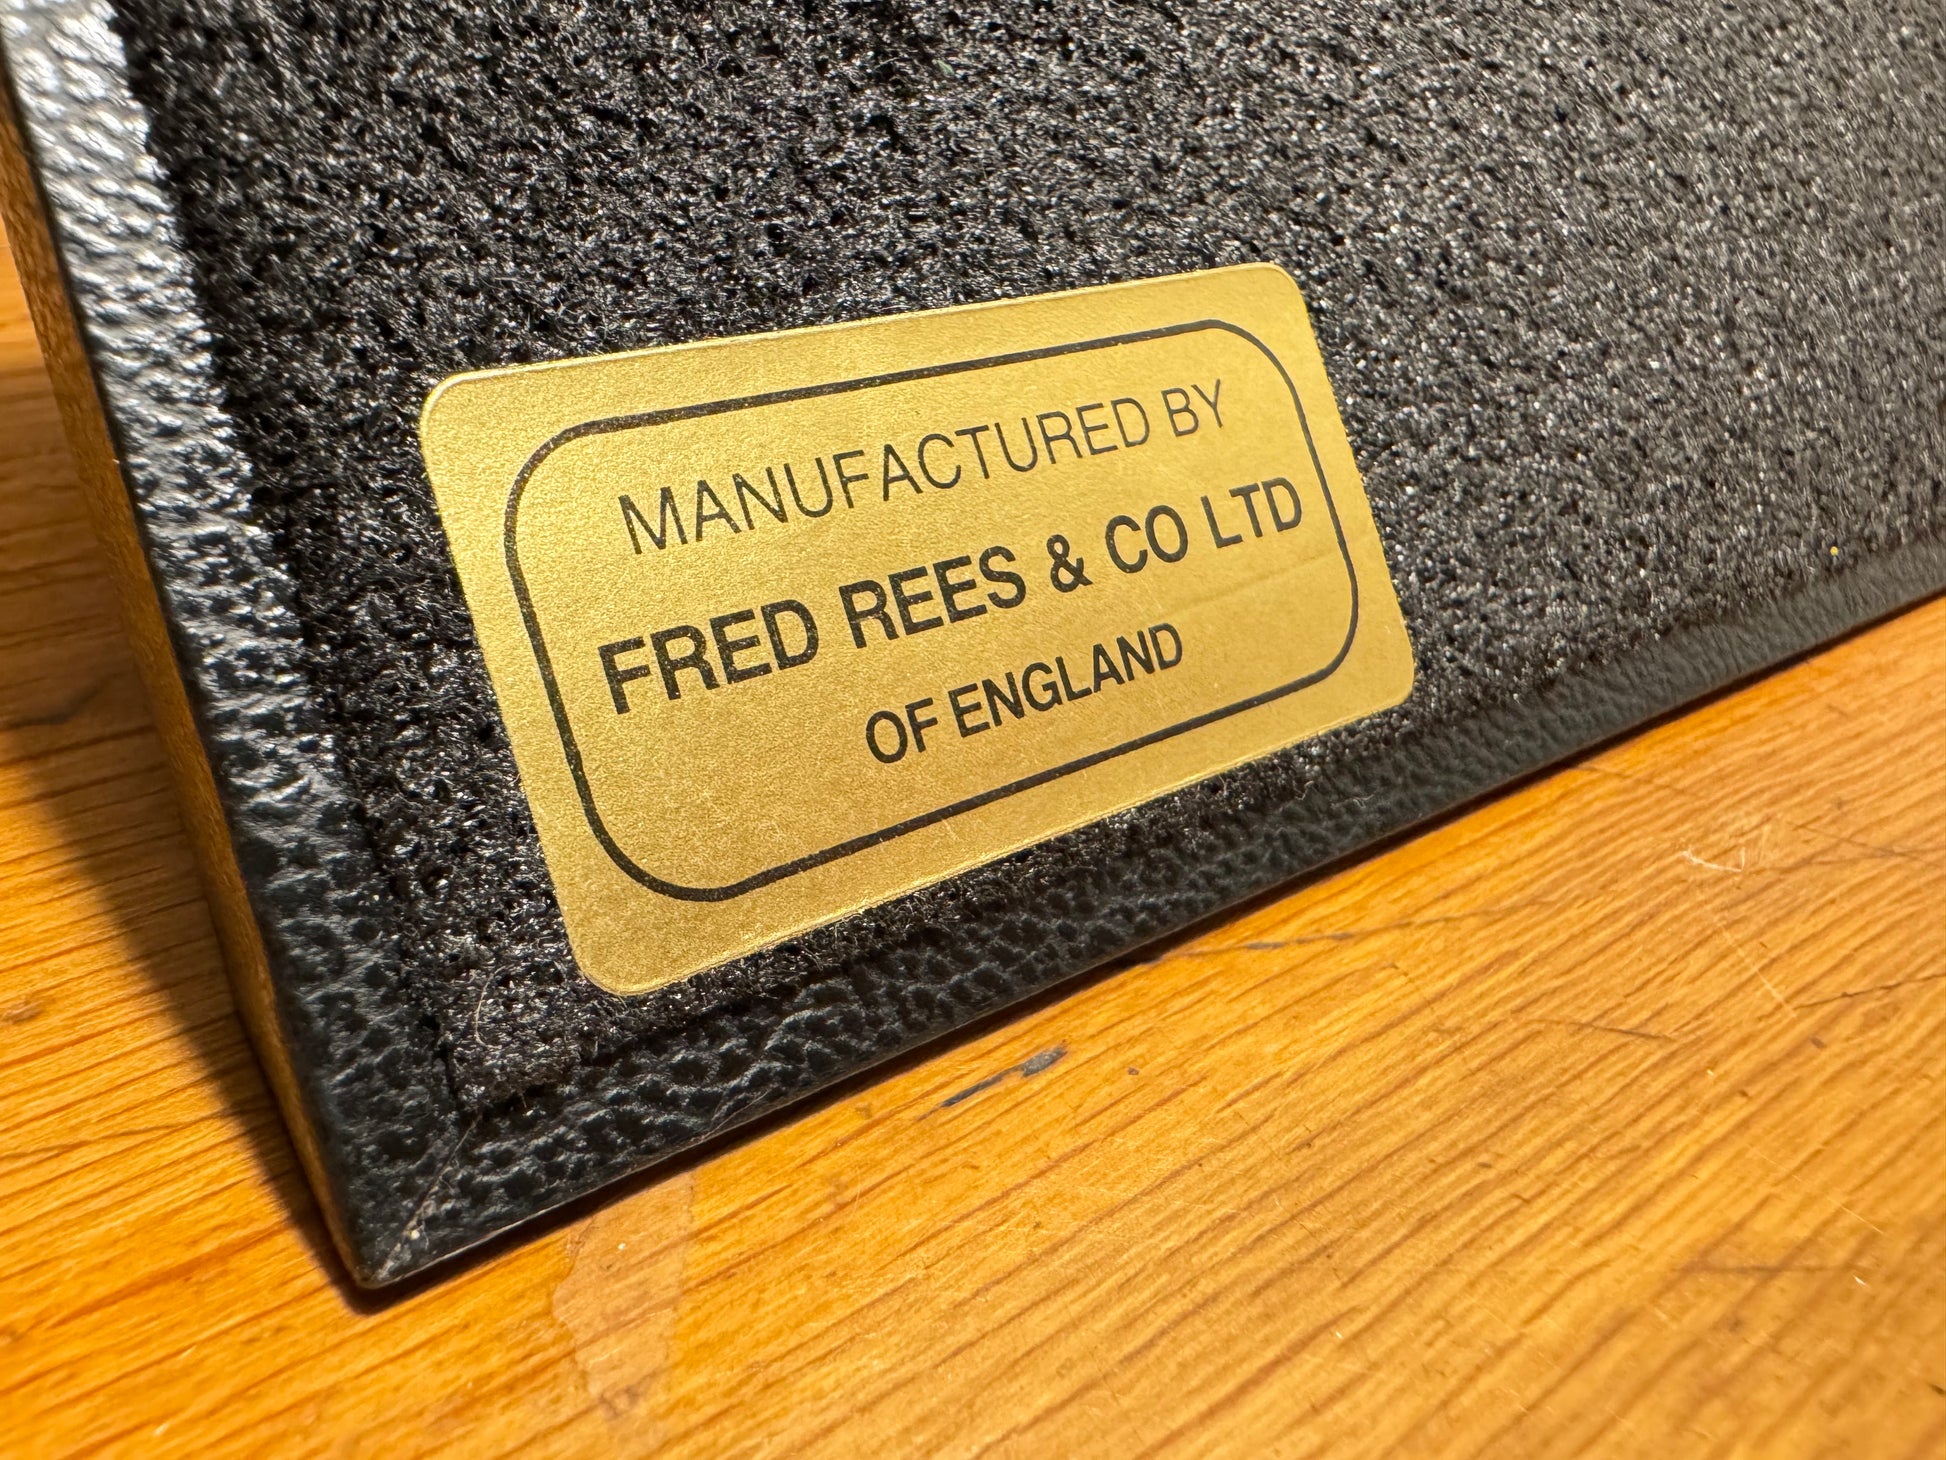 MANUFACTURED BY
FRED REES & CO LTD
OF ENGLAND